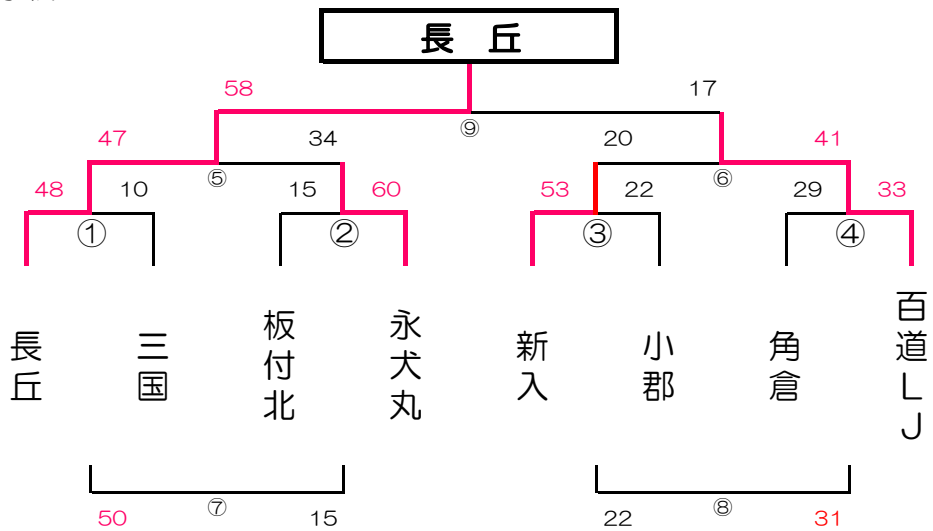 長 丘
58 17
⑨
47 34 20 41
⑤ ⑥
48 10 15 60 53 22 29 33
① ② ③ ④
長丘
三国
板付北
永犬丸
新入
小郡
角倉
百道LJ
⑦ ⑧
50 15 22 31